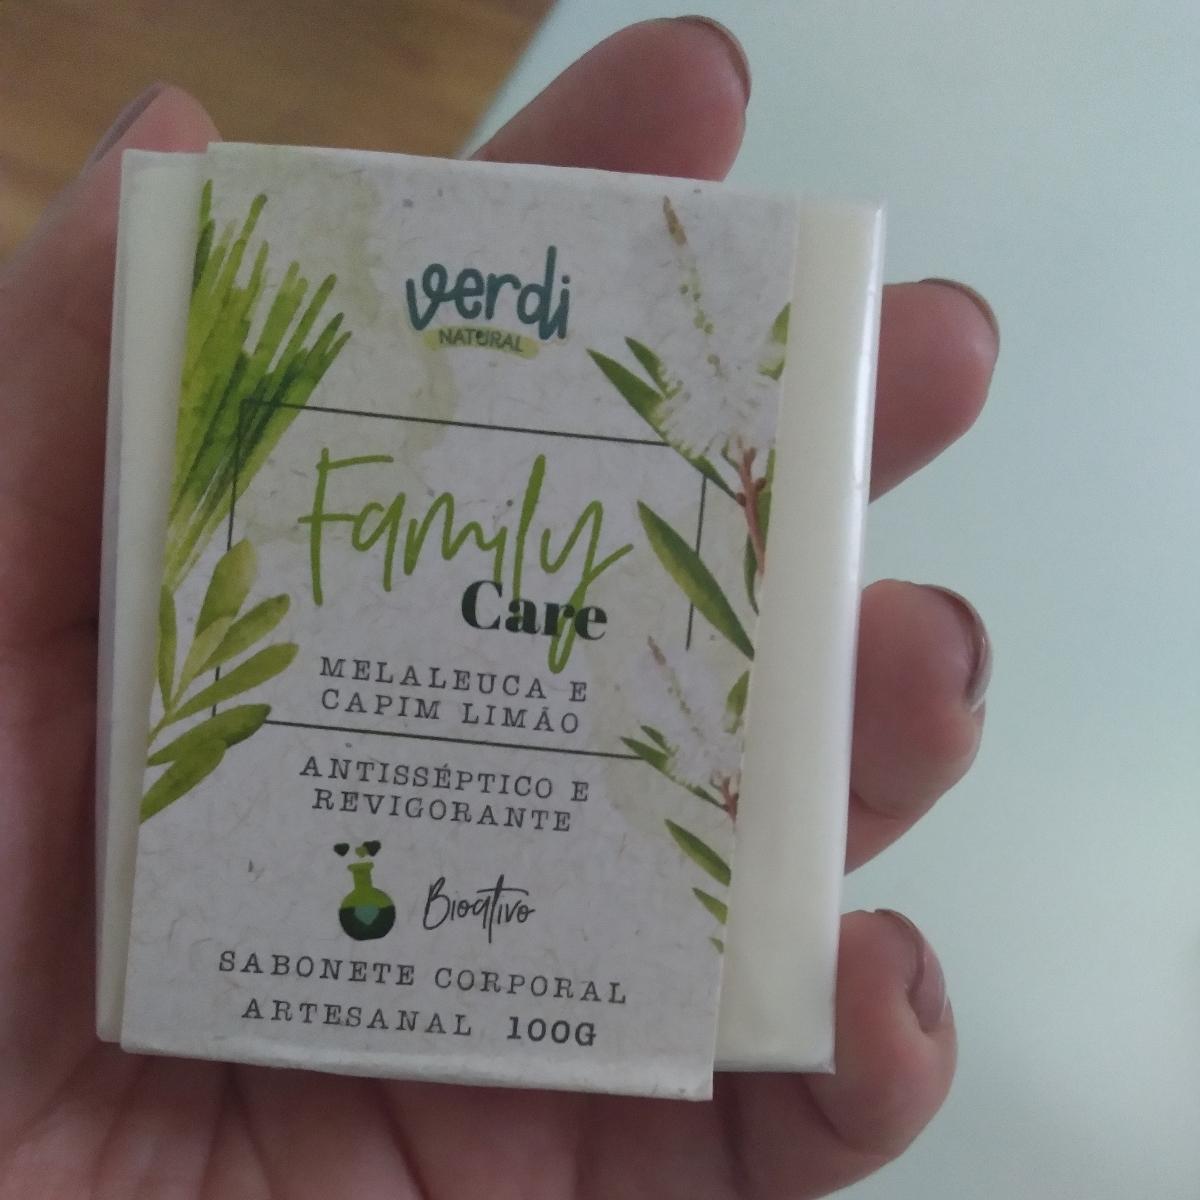 verdi
NATURAL
Family
Care
MELALEUCA E
CAPIM LIMÃO
ANTISSÉPTICO E
REVIGORANTE
Bioativo
SABONETE CORPORAL
ARTESANAL 100G